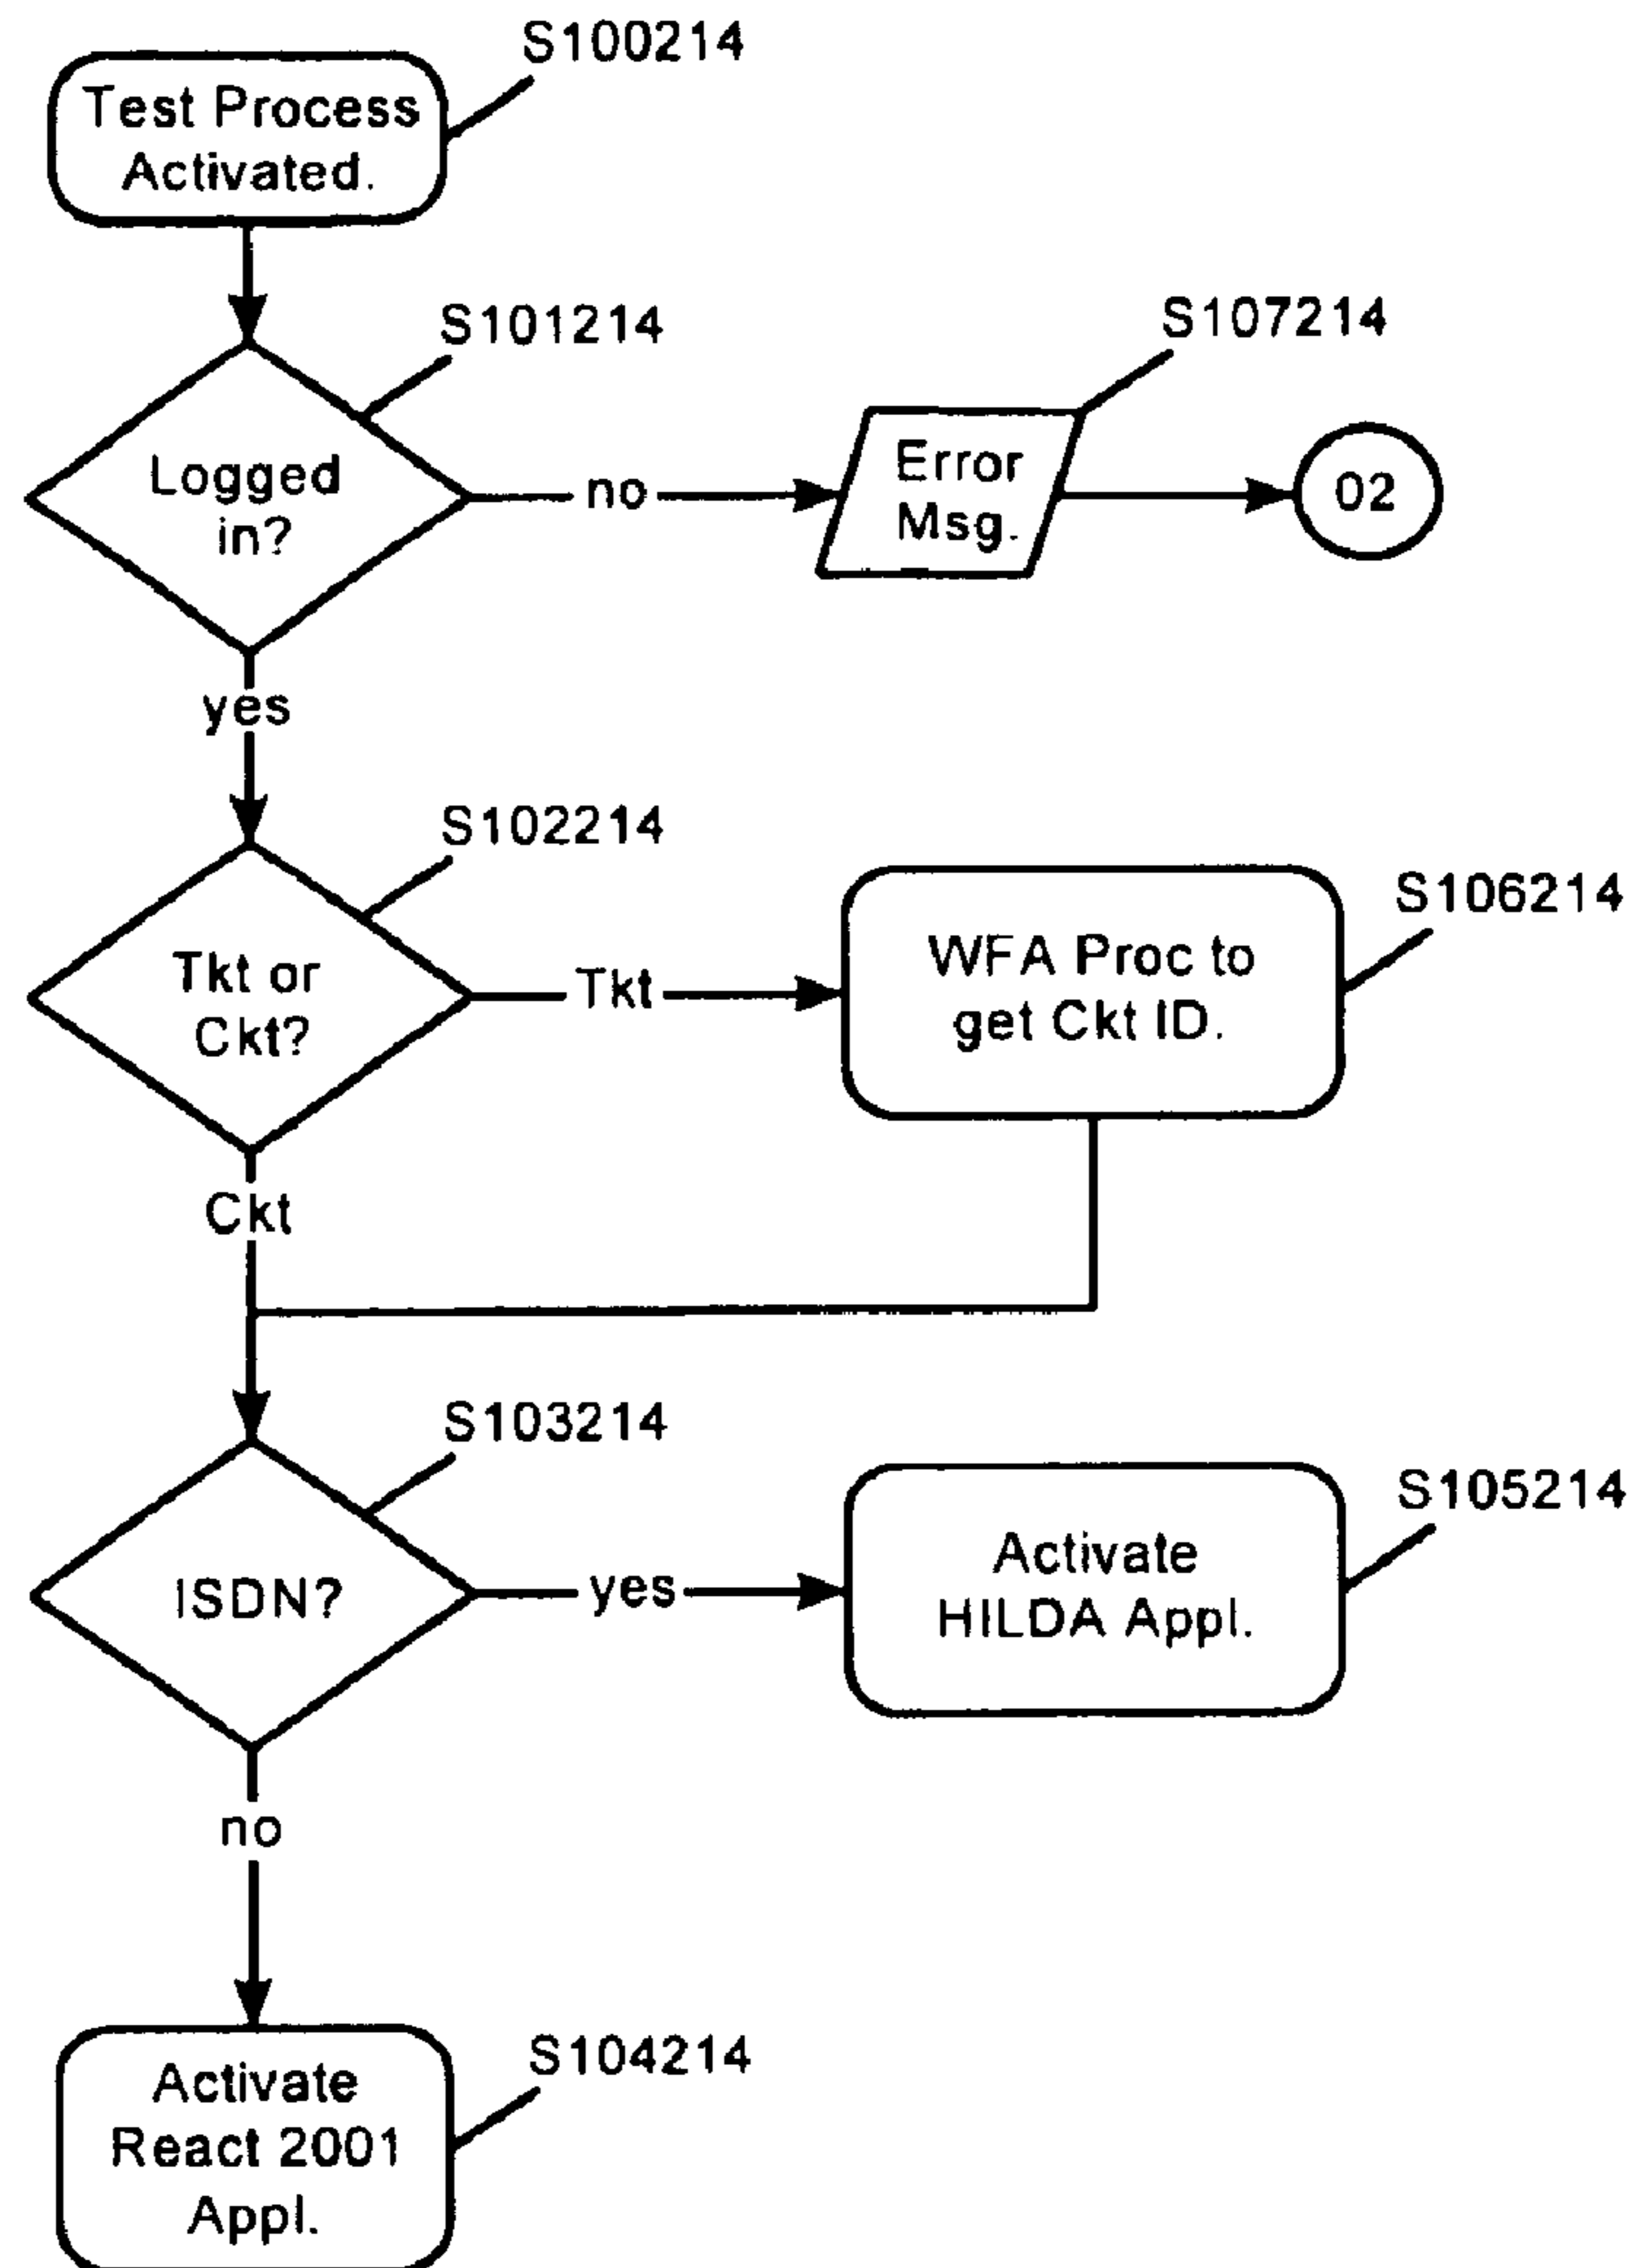 S100214
Test Process
Activated.
S101214
Logged
in?
no
S107214
Error
Msg.
02
yes
S102214
Tkt or
Ckt?
Tkt
S106214
WFA Proc to
get Ckt ID.
Ckt
S103214
ISDN?
yes
S105214
Activate
HILDA Appl.
no
S104214
Activate
React 2001
Appl.